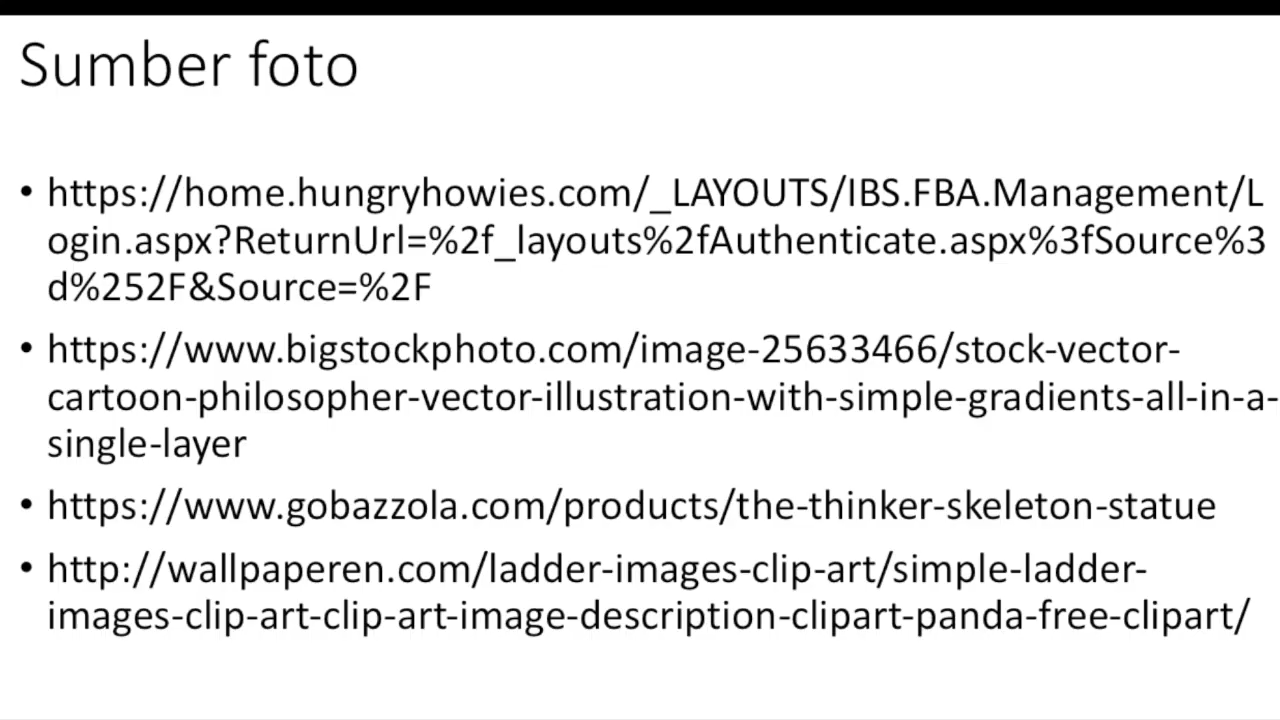 Sumber foto
• https://home.hungryhowies.com/_LAYOUTS/IBS.FBA.Management/L
ogin.aspx?ReturnUrl=%2f_layouts%2fAuthenticate.aspx%3fSource%3
d%252F&Source=%2F
• https://www.bigstockphoto.com/image-25633466/stock-vector-
cartoon-philosopher-vector-illustration-with-simple-gradients-all-in-a-
single-layer
• https://www.gobazzola.com/products/the-thinker-skeleton-statue
• http://wallpaperen.com/ladder-images-clip-art/simple-ladder-
images-clip-art-clip-art-image-description-clipart-panda-free-clipart/